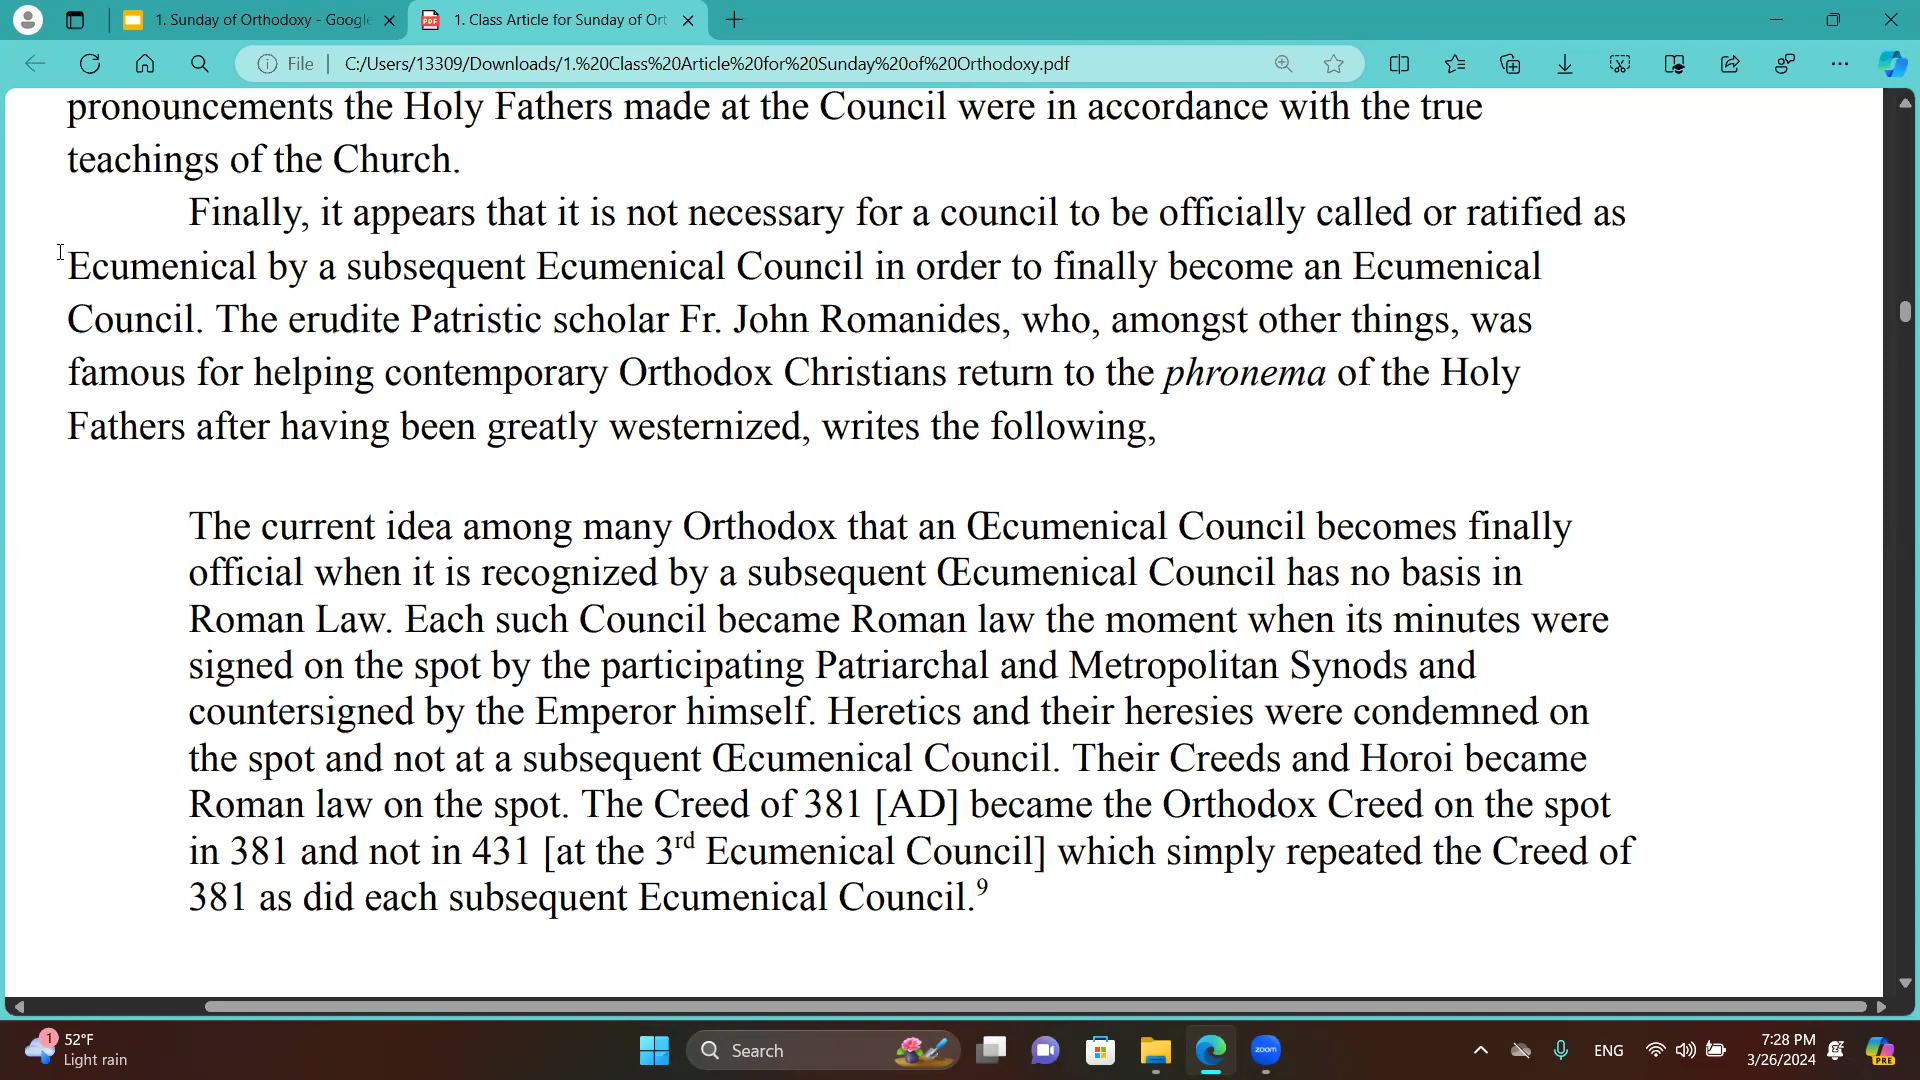 1. Sunday of Orthodoxy - Google
1. Class Article for Sunday of Ort
File
C:/Users/13309/Downloads/1.%20Class%20Article%20for%20Sunday%20of%20Orthodoxy.pdf
pronouncements the Holy Fathers made at the Council were in accordance with the true
teachings of the Church.
Finally, it appears that it is not necessary for a council to be officially called or ratified as
Ecumenical by a subsequent Ecumenical Council in order to finally become an Ecumenical
Council. The erudite Patristic scholar Fr. John Romanides, who, amongst other things, was
famous for helping contemporary Orthodox Christians return to the phronema of the Holy
Fathers after having been greatly westernized, writes the following,
The current idea among many Orthodox that an Œcumenical Council becomes finally
official when it is recognized by a subsequent Œcumenical Council has no basis in
Roman Law. Each such Council became Roman law the moment when its minutes were
signed on the spot by the participating Patriarchal and Metropolitan Synods and
countersigned by the Emperor himself. Heretics and their heresies were condemned on
the spot and not at a subsequent Œcumenical Council. Their Creeds and Horoi became
Roman law on the spot. The Creed of 381 [AD] became the Orthodox Creed on the spot
in 381 and not in 431 [at the 3rd Ecumenical Council] which simply repeated the Creed of
381 as did each subsequent Ecumenical Council.9
1
52°F
Light rain
Search
zoom
ENG
7:28 PM
3/26/2024
PRE